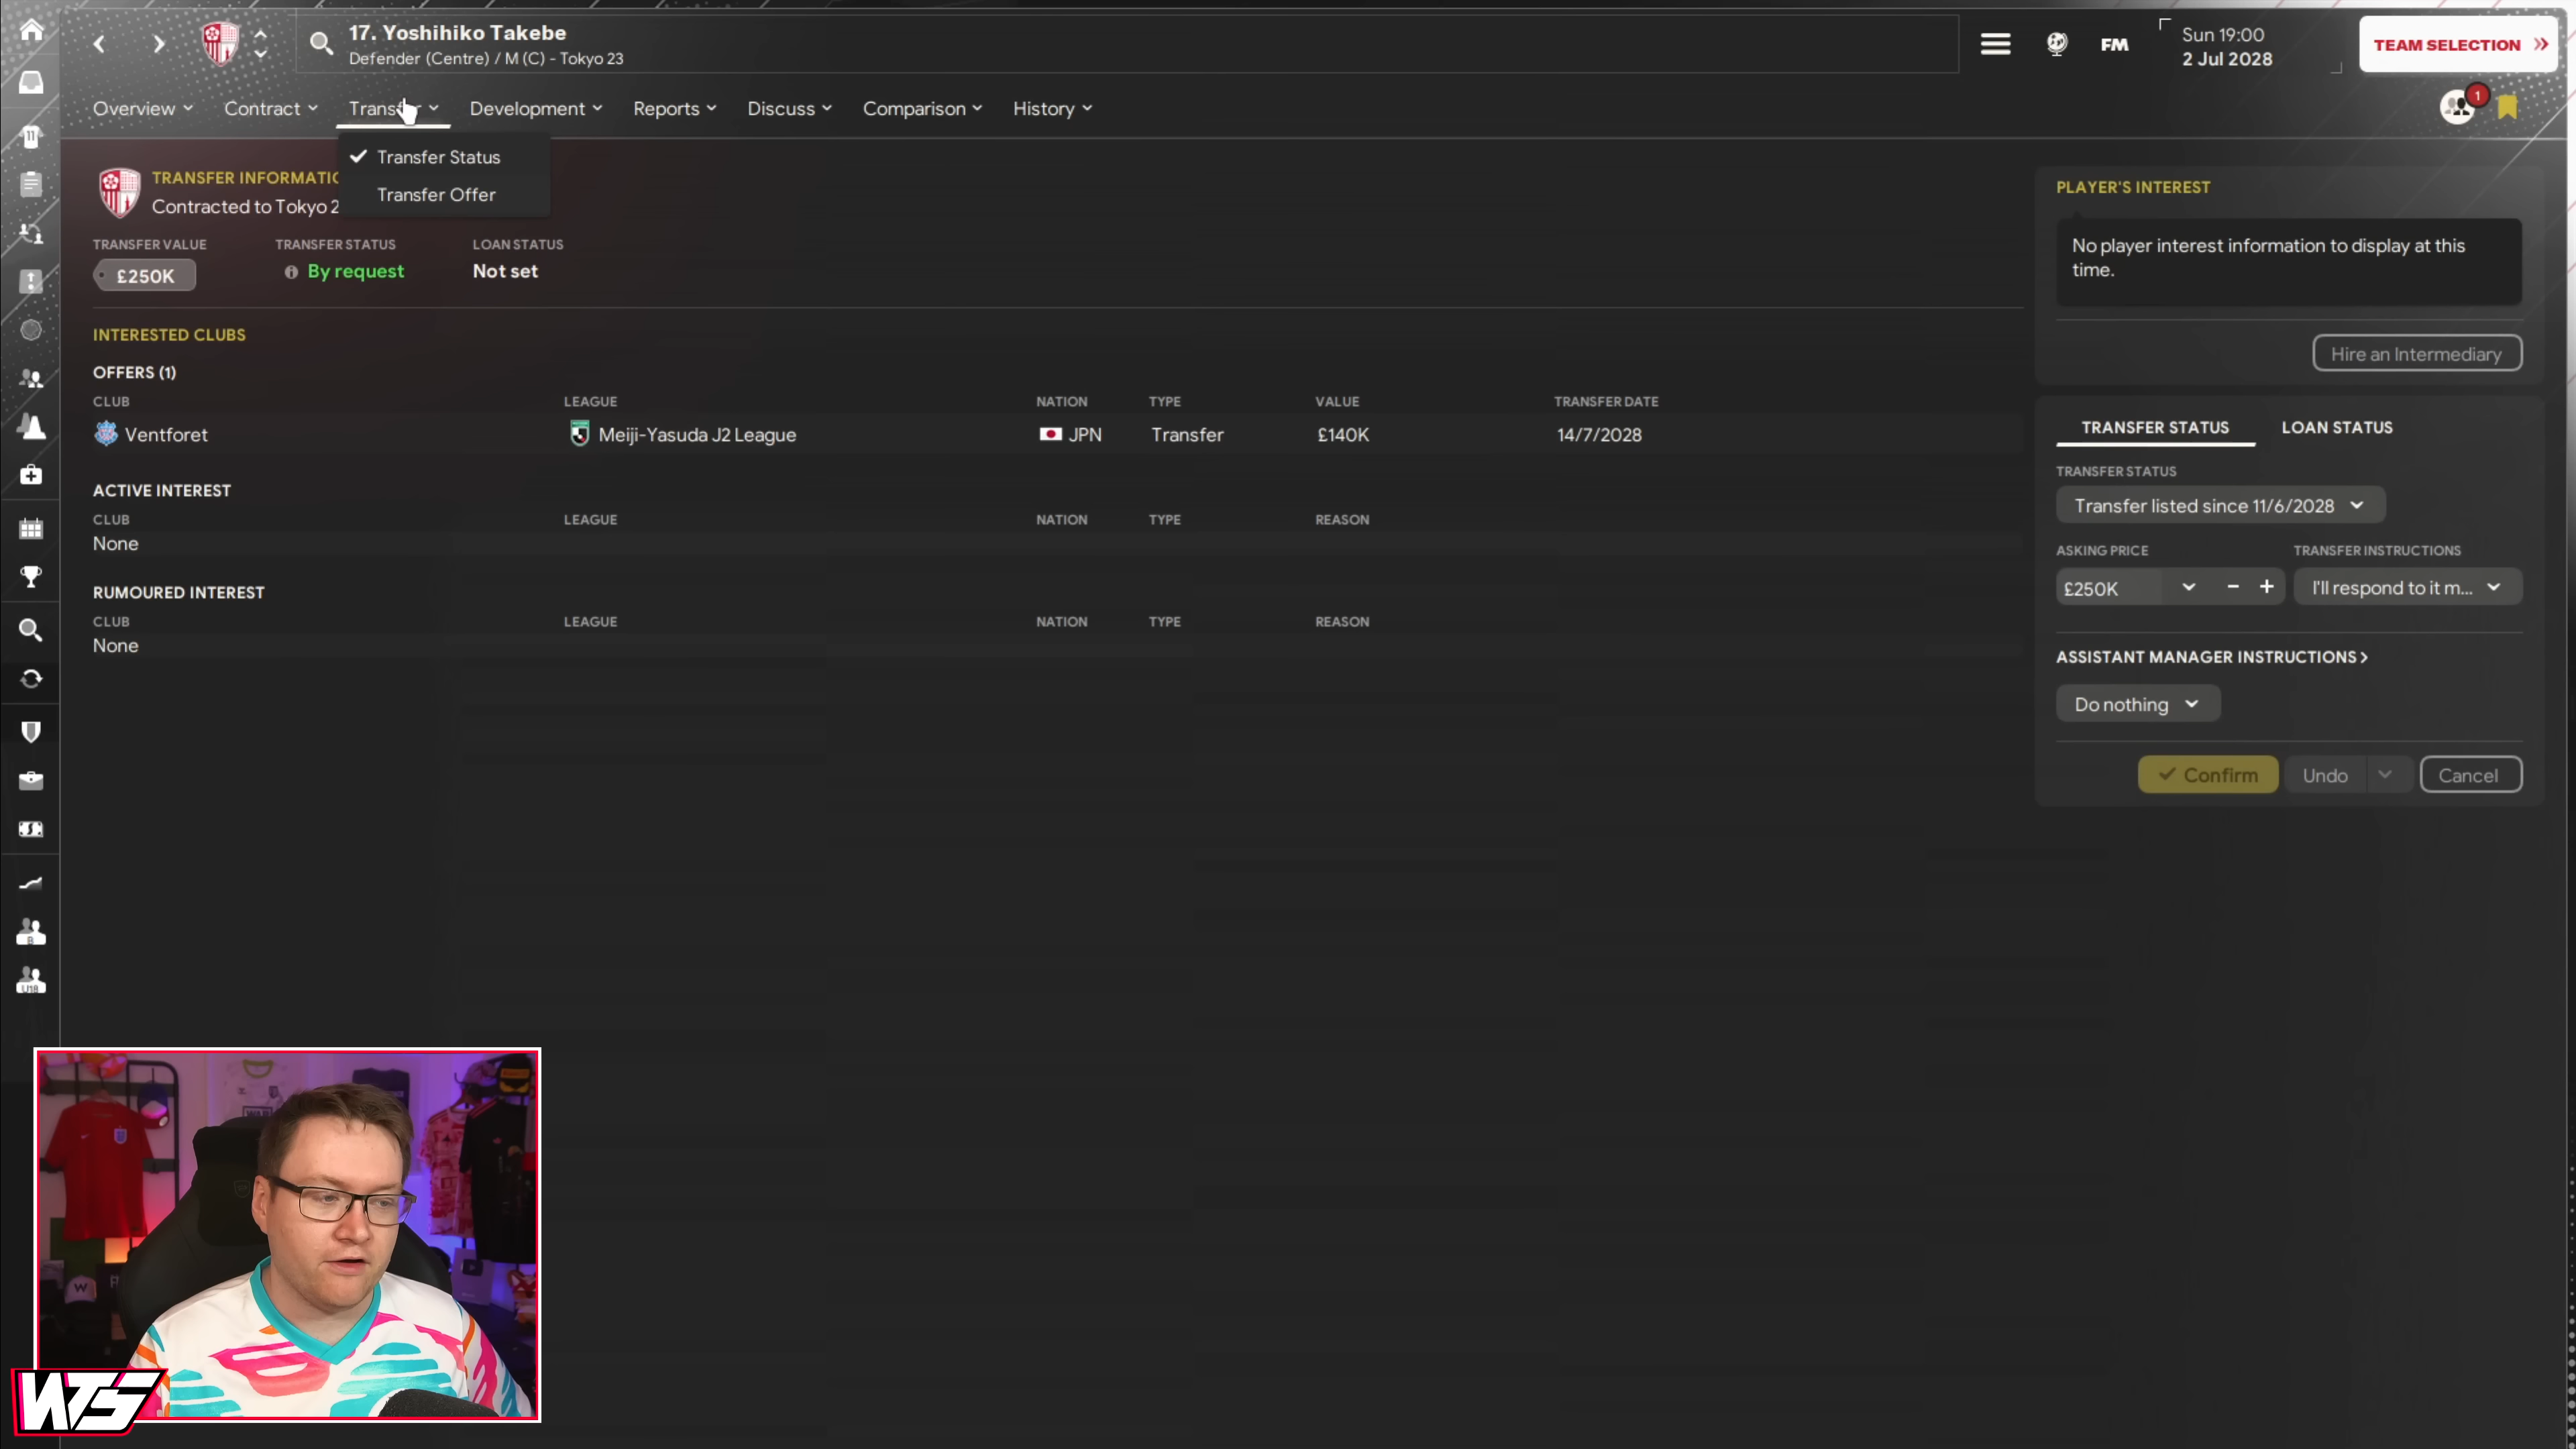 17. Yoshihiko Takebe
Defender (Centre) / M (C) - Tokyo 23
FM
Sun 19:00
2 Jul 2028
TEAM SELECTION
Overview
Contract
Transfer
Development
Reports
Discuss
Comparison
History
1
Transfer Status
Transfer Offer
TRANSFER INFORMATIO
Contracted to Tokyo 2
TRANSFER VALUE
TRANSFER STATUS
LOAN STATUS
£250K
By request
Not set
INTERESTED CLUBS
OFFERS (1)
CLUB LEAGUE NATION TYPE VALUE TRANSFER DATE
Ventforet Meiji-Yasuda J2 League JPN Transfer £140K 14/7/2028
ACTIVE INTEREST
CLUB LEAGUE NATION TYPE REASON
None
RUMOURED INTEREST
CLUB LEAGUE NATION TYPE REASON
None
PLAYER'S INTEREST
No player interest information to display at this
time.
Hire an Intermediary
TRANSFER STATUS LOAN STATUS
TRANSFER STATUS
Transfer listed since 11/6/2028
ASKING PRICE TRANSFER INSTRUCTIONS
£250K
I'll respond to it m...
ASSISTANT MANAGER INSTRUCTIONS >
Do nothing
Confirm
Undo
Cancel
11
B
U18
W
WTS